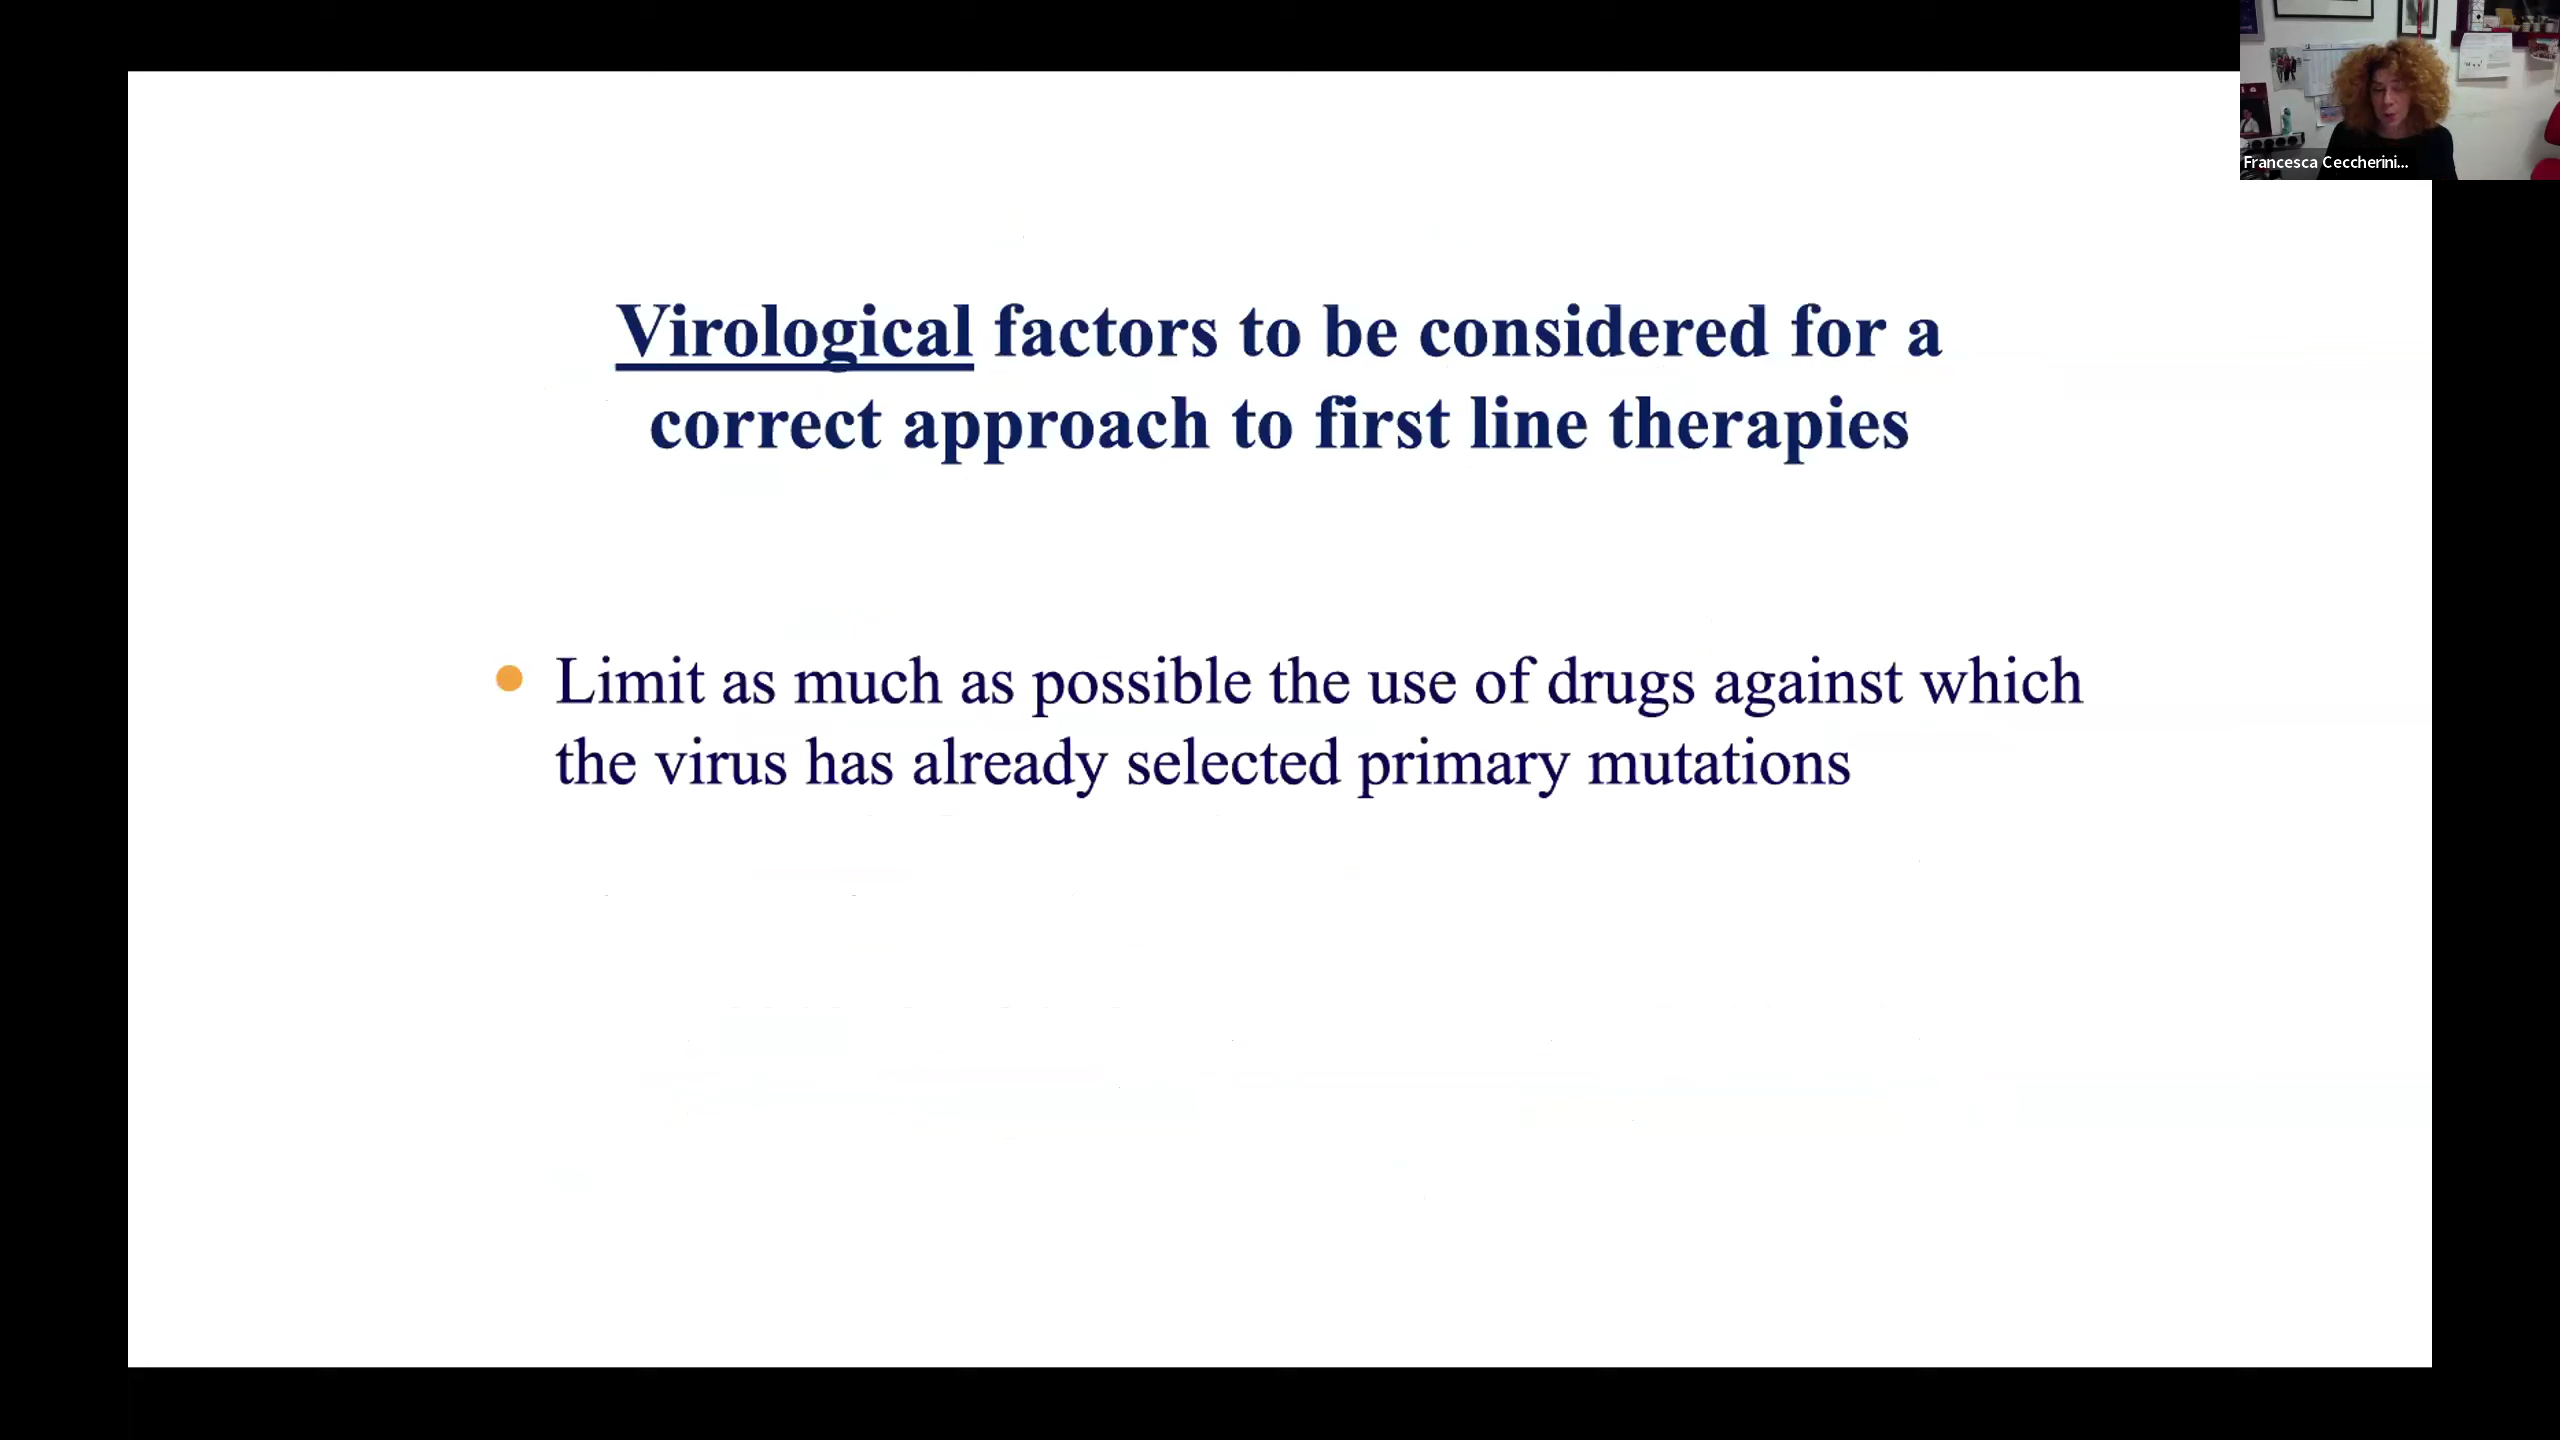 Francesca Ceccherini...
Virological factors to be considered for a
correct approach to first line therapies
Limit as much as possible the use of drugs against which
the virus has already selected primary mutations